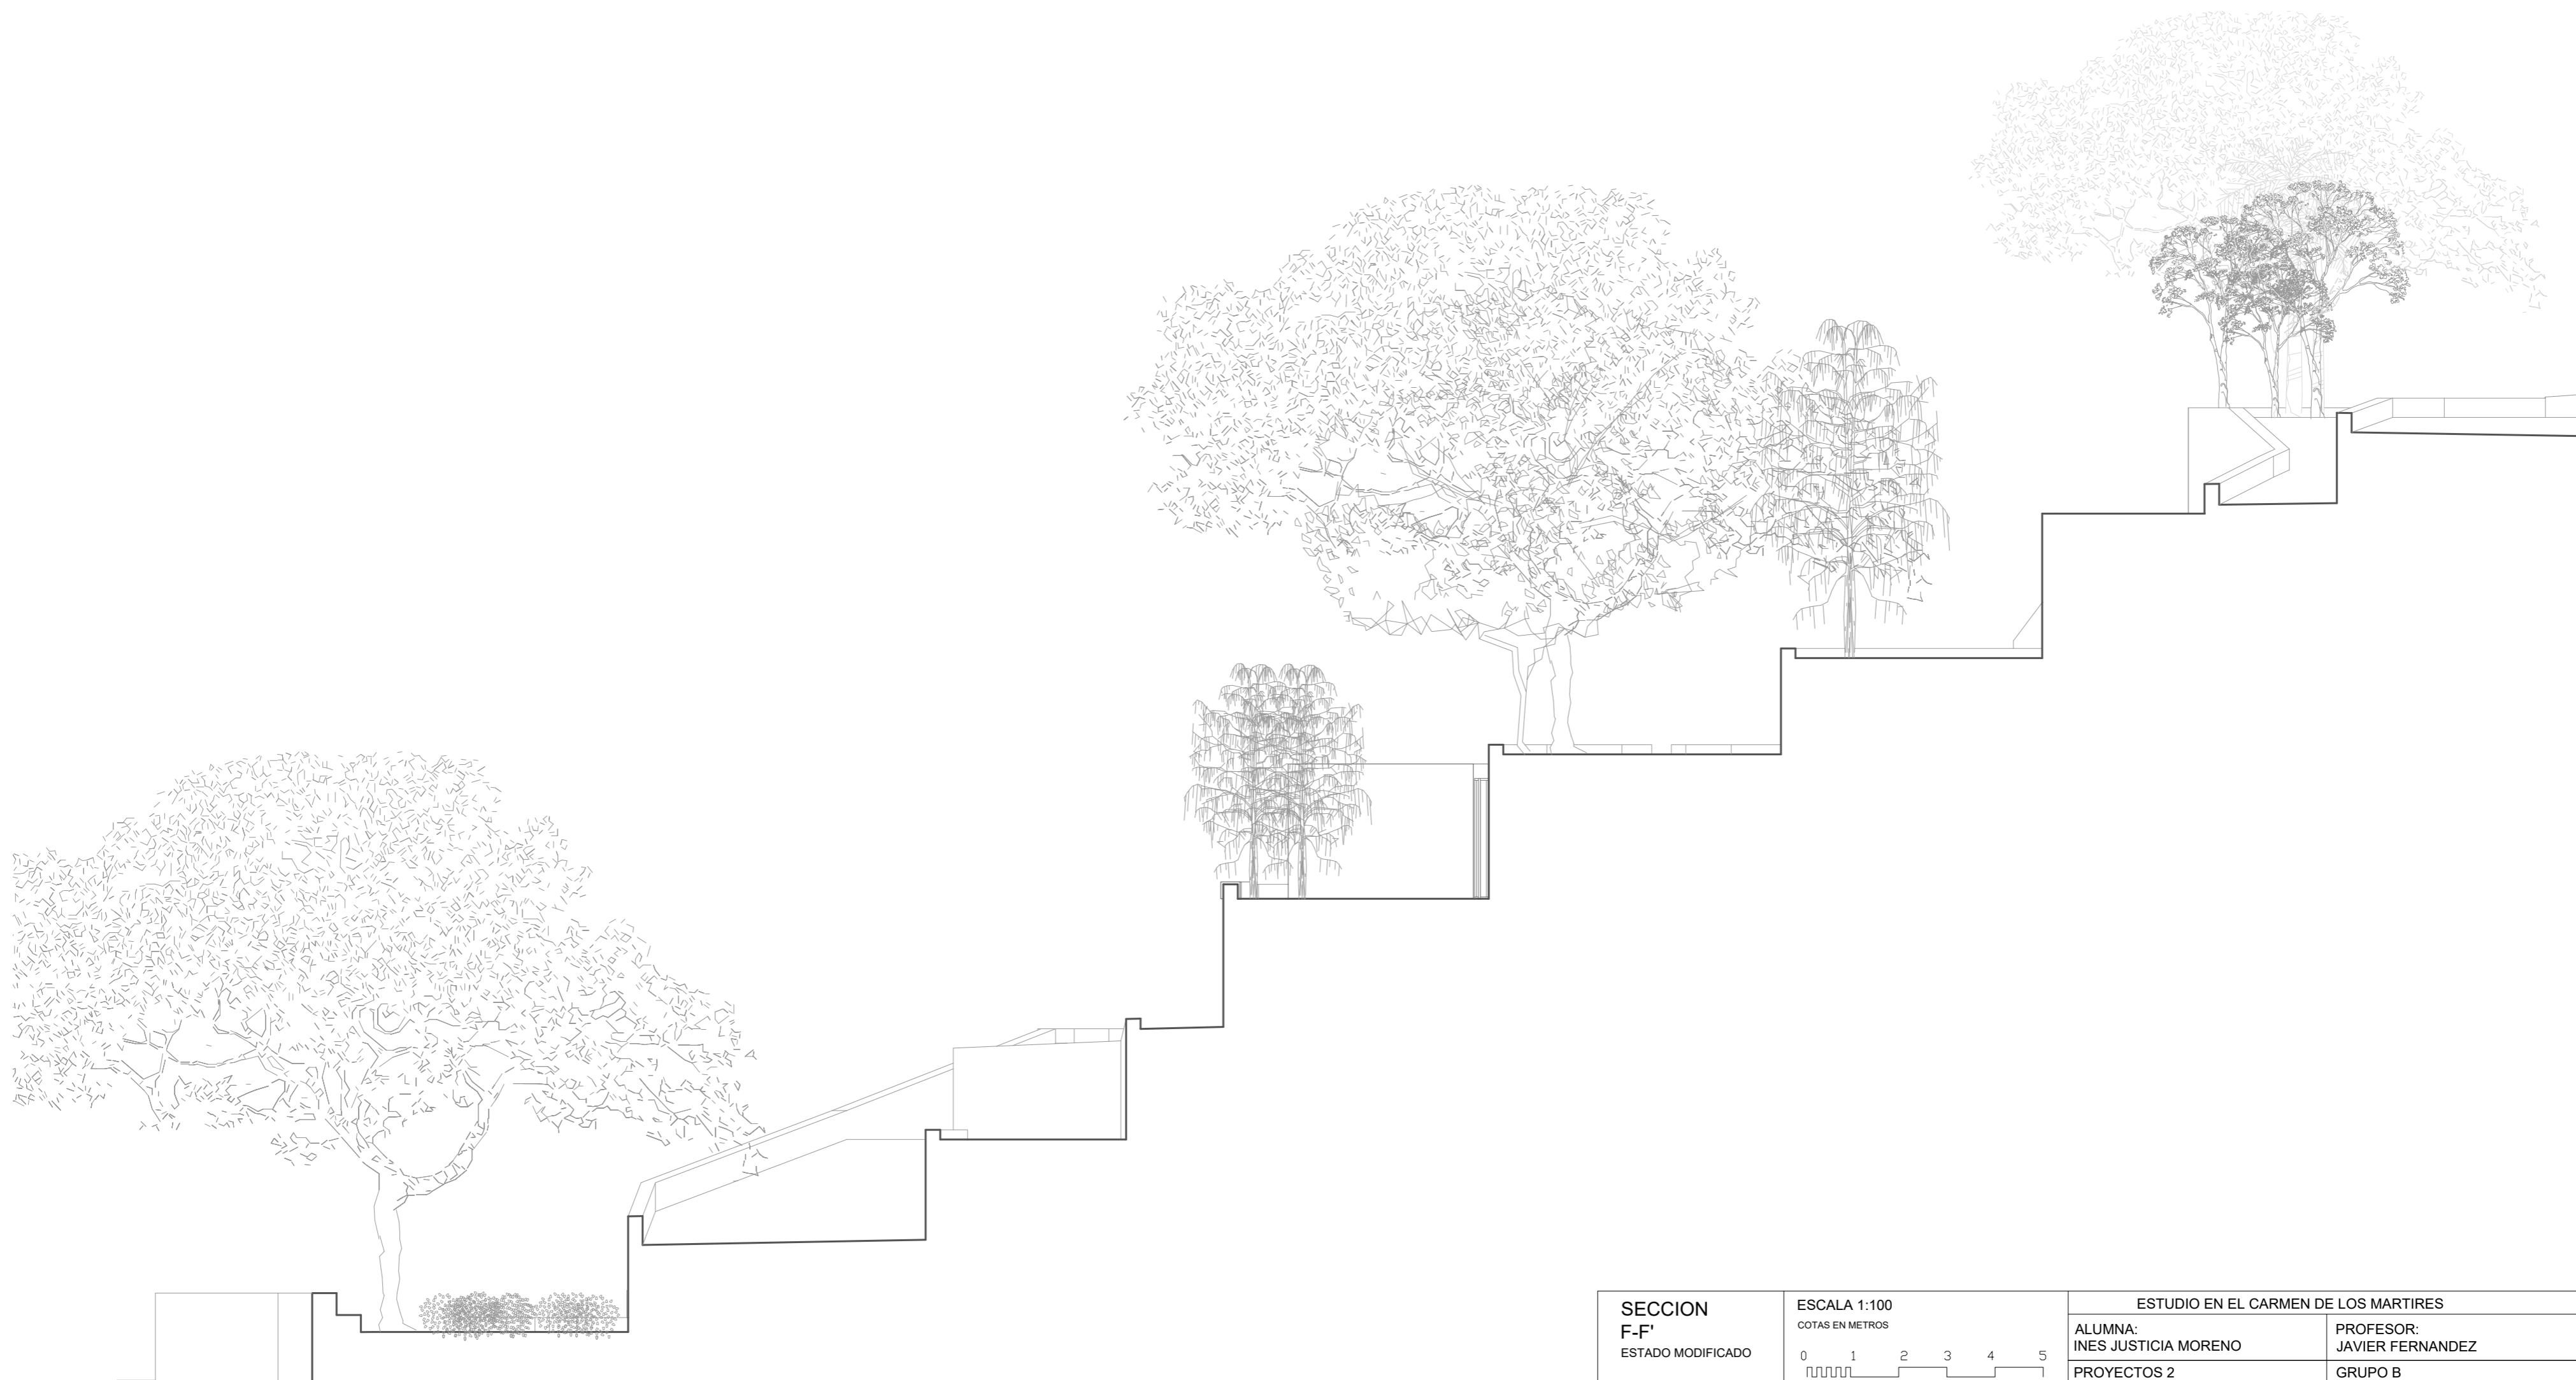 SECCION
F-F'
ESTADO MODIFICADO
ESCALA 1:100
COTAS EN METROS
0 1 2 3 4 5
ESTUDIO EN EL CARMEN DE LOS MARTIRES
ALUMNA:
INES JUSTICIA MORENO
PROFESOR:
JAVIER FERNANDEZ
PROYECTOS 2
GRUPO B